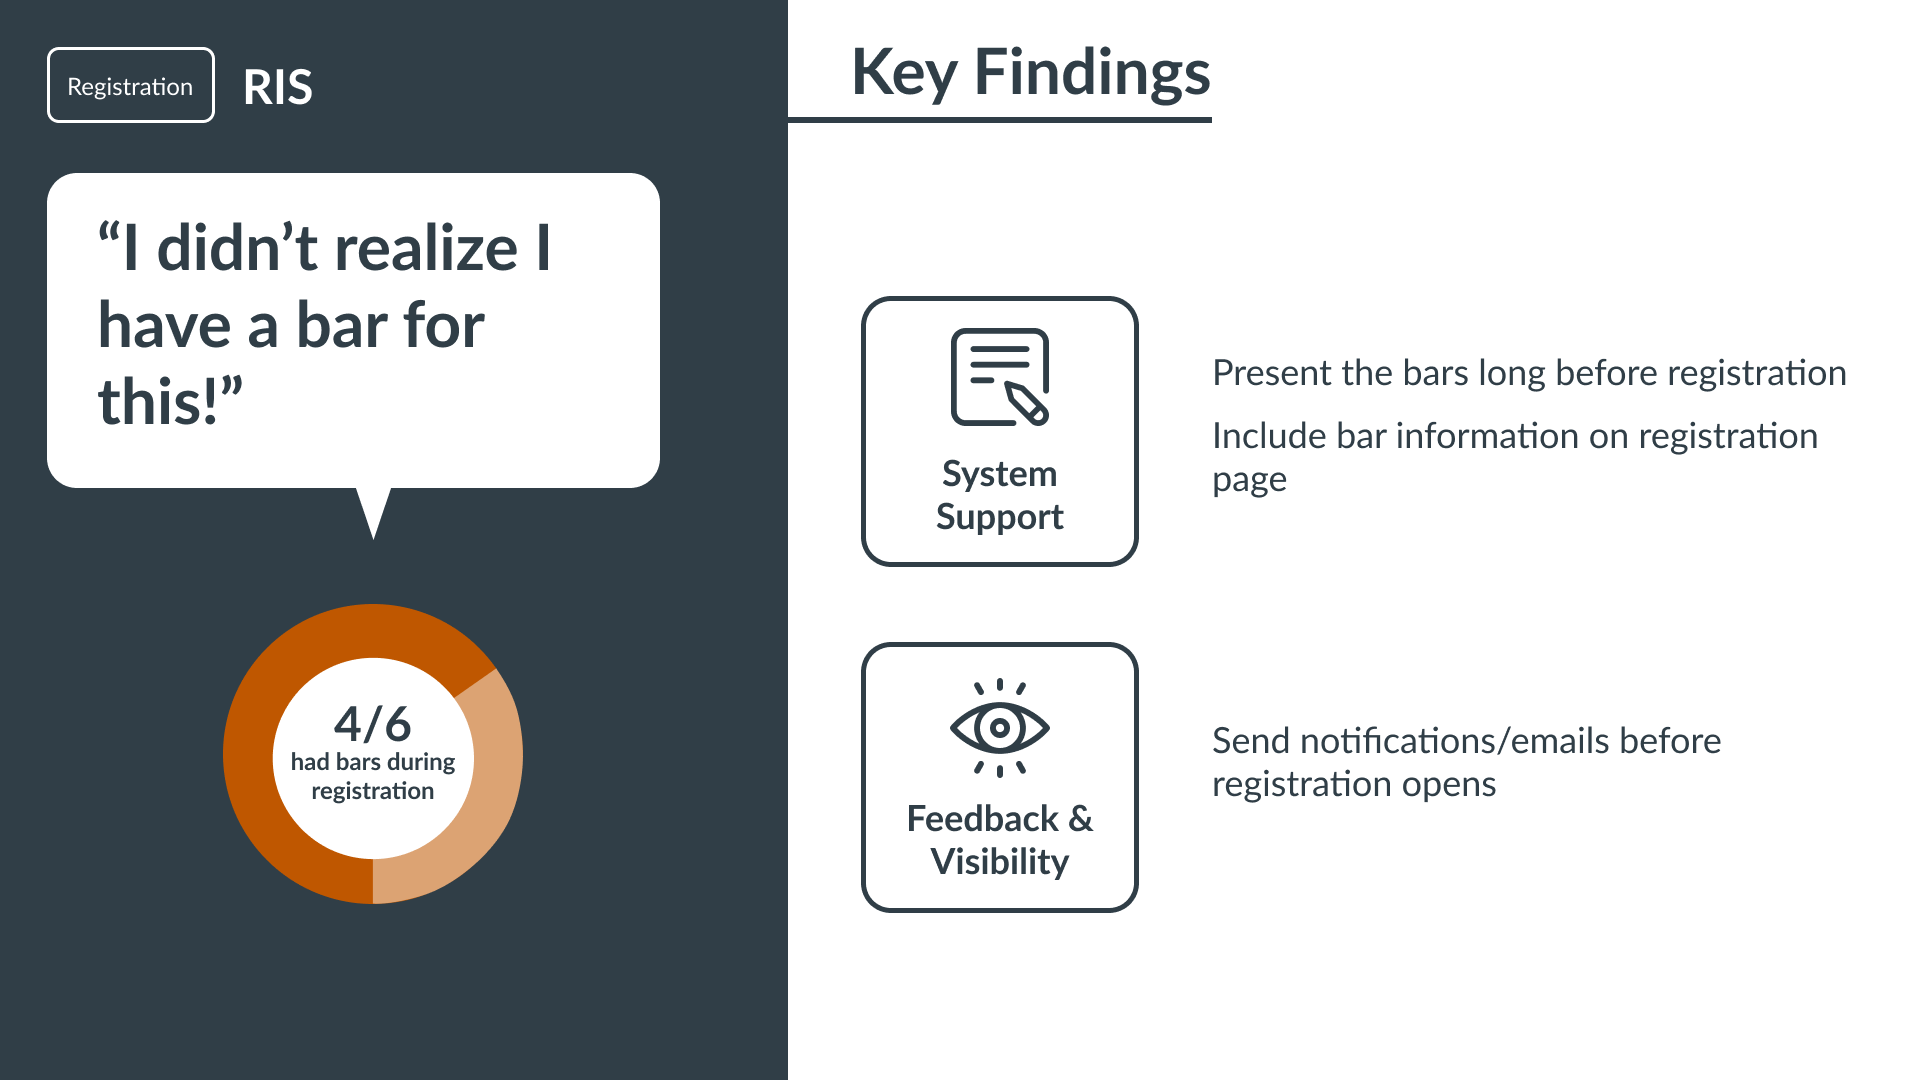 Registration
RIS
“I didn’t realize I
have a bar for
this!”
4/6
had bars during
registration
Key Findings
System
Support
Present the bars long before registration
Include bar information on registration
page
Feedback &
Visibility
Send notifications/emails before
registration opens